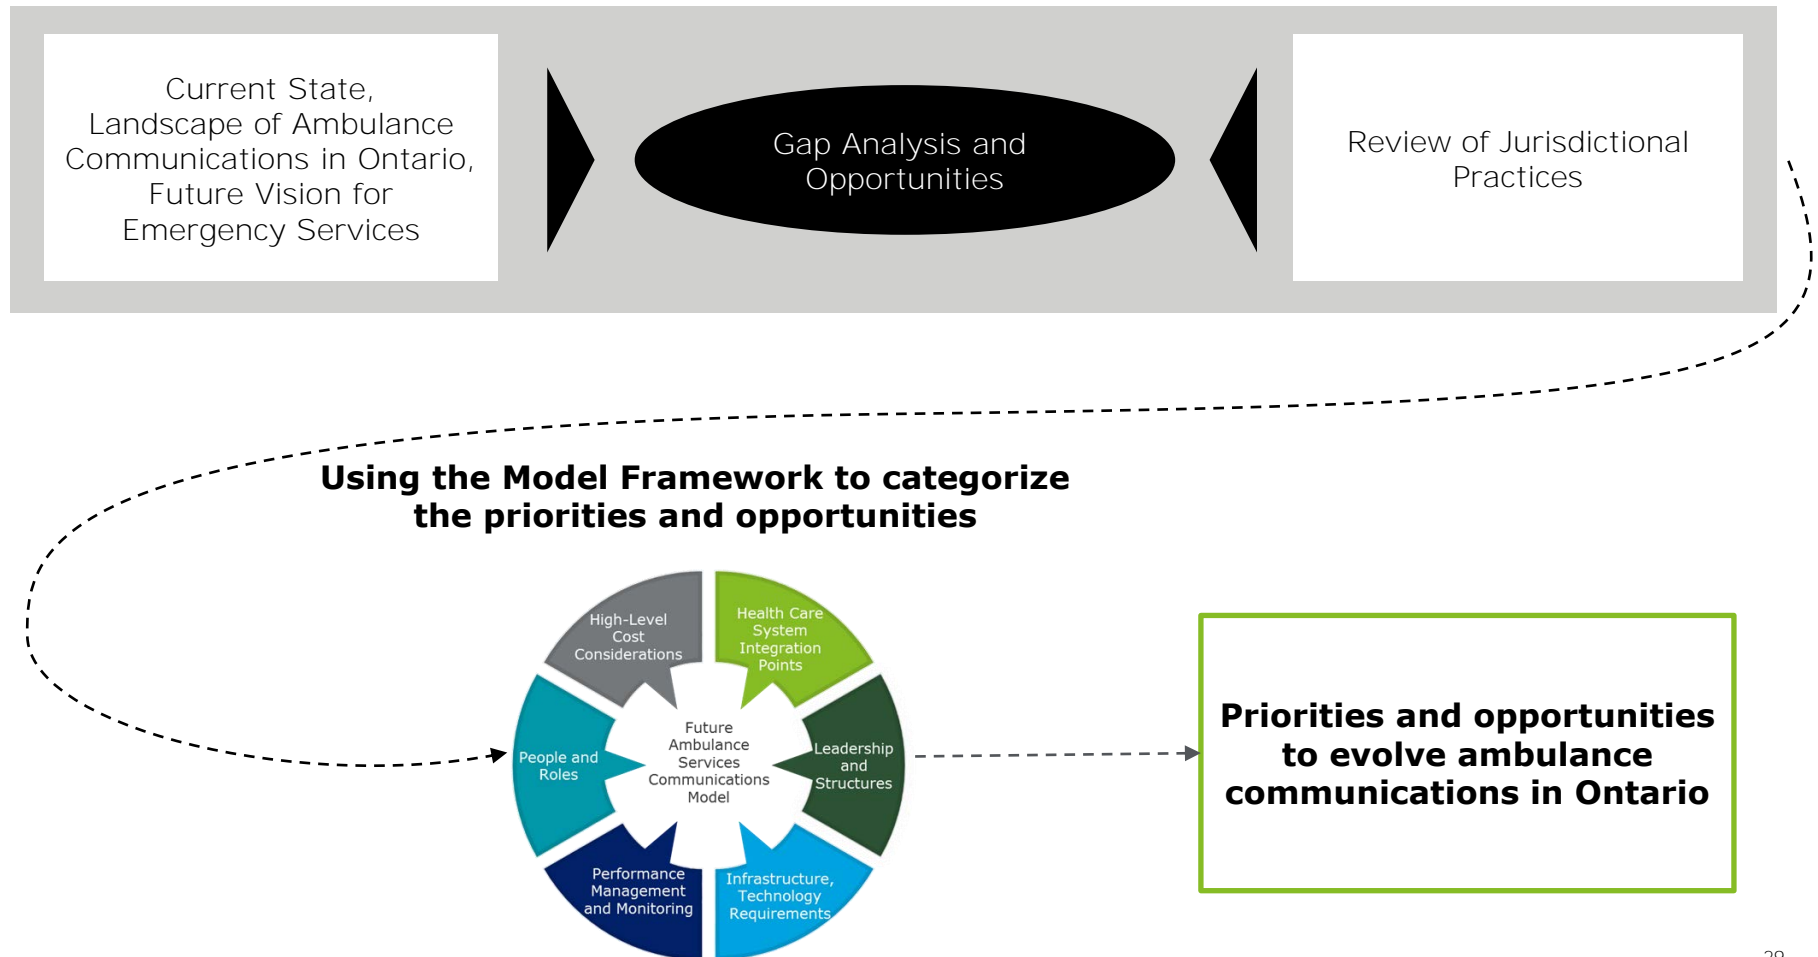 Current State,
Landscape of Ambulance
Communications in Ontario,
Future Vision for
Emergency Services
Gap Analysis and
Opportunities
Review of Jurisdictional
Practices
Using the Model Framework to categorize
the priorities and opportunities
High-Level
Cost
Considerations
Health Care
System
Integration
Points
People and
Roles
Future
Ambulance
Services
Communications
Model
Leadership
and
Structures
Performance
Management
and Monitoring
Infrastructure,
Technology
Requirements
Priorities and opportunities
to evolve ambulance
communications in Ontario